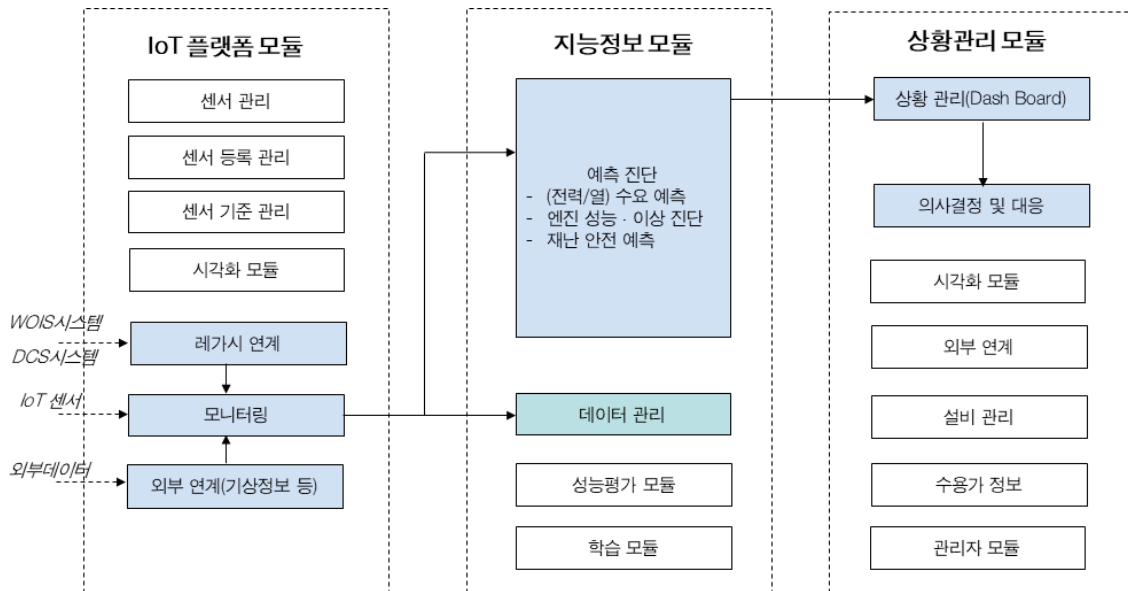 IoT 플랫폼 모듈
센서 관리
센서 등록 관리
센서 기준 관리
시각화 모듈
WOIS시스템
DCS시스템
레가시 연계
IoT 센서
모니터링
외부데이터
외부 연계(기상정보 등)
지능정보 모듈
예측 진단
- (전력/열) 수요 예측
- 엔진 성능 · 이상 진단
- 재난 안전 예측
데이터 관리
성능평가 모듈
학습 모듈
상황관리 모듈
상황 관리(Dash Board)
의사결정 및 대응
시각화 모듈
외부 연계
설비 관리
수용가 정보
관리자 모듈